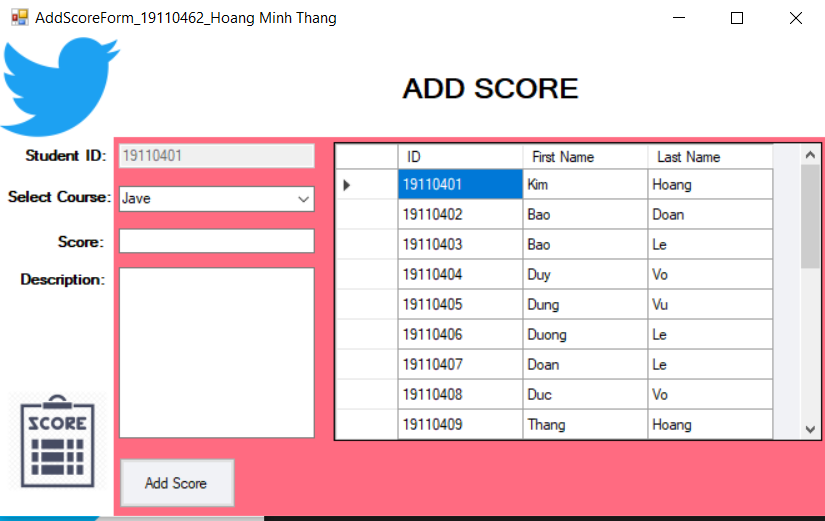 AddScoreForm_19110462_Hoang Minh Thang
ADD SCORE
Student ID: 19110401
Select Course: Jave
Score:
Description:
SCORE
Add Score
ID First Name Last Name
19110401 Kim Hoang
19110402 Bao Doan
19110403 Bao Le
19110404 Duy Vo
19110405 Dung Vu
19110406 Duong Le
19110407 Doan Le
19110408 Duc Vo
19110409 Thang Hoang